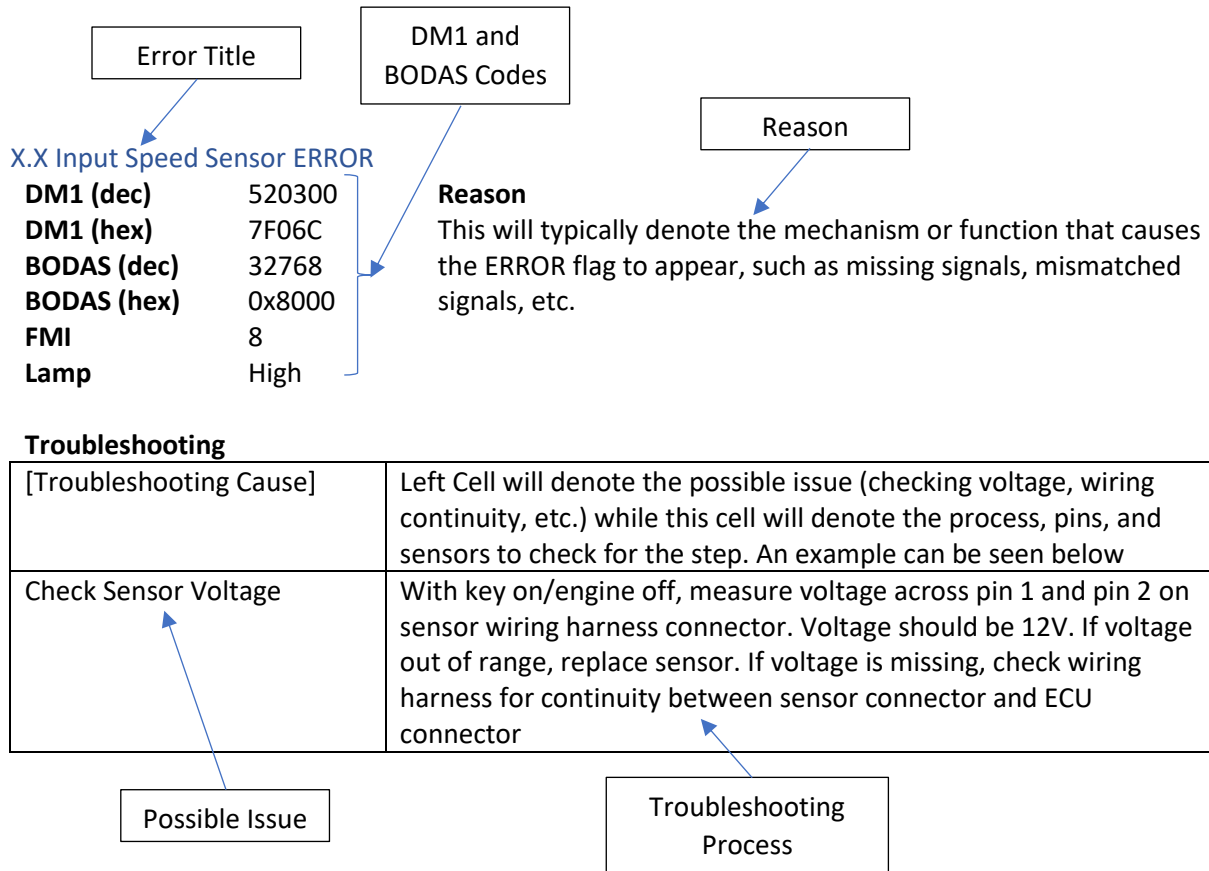 Error Title
DM1 and
BODAS Codes
Reason
X.X Input Speed Sensor ERROR
DM1 (dec) 520300
DM1 (hex) 7F06C
BODAS (dec) 32768
BODAS (hex) 0x8000
FMI 8
Lamp High
Reason
This will typically denote the mechanism or function that causes
the ERROR flag to appear, such as missing signals, mismatched
signals, etc.
Troubleshooting
[Troubleshooting Cause]
Left Cell will denote the possible issue (checking voltage, wiring
continuity, etc.) while this cell will denote the process, pins, and
sensors to check for the step. An example can be seen below
Check Sensor Voltage
With key on/engine off, measure voltage across pin 1 and pin 2 on
sensor wiring harness connector. Voltage should be 12V. If voltage
out of range, replace sensor. If voltage is missing, check wiring
harness for continuity between sensor connector and ECU
connector
Possible Issue
Troubleshooting
Process